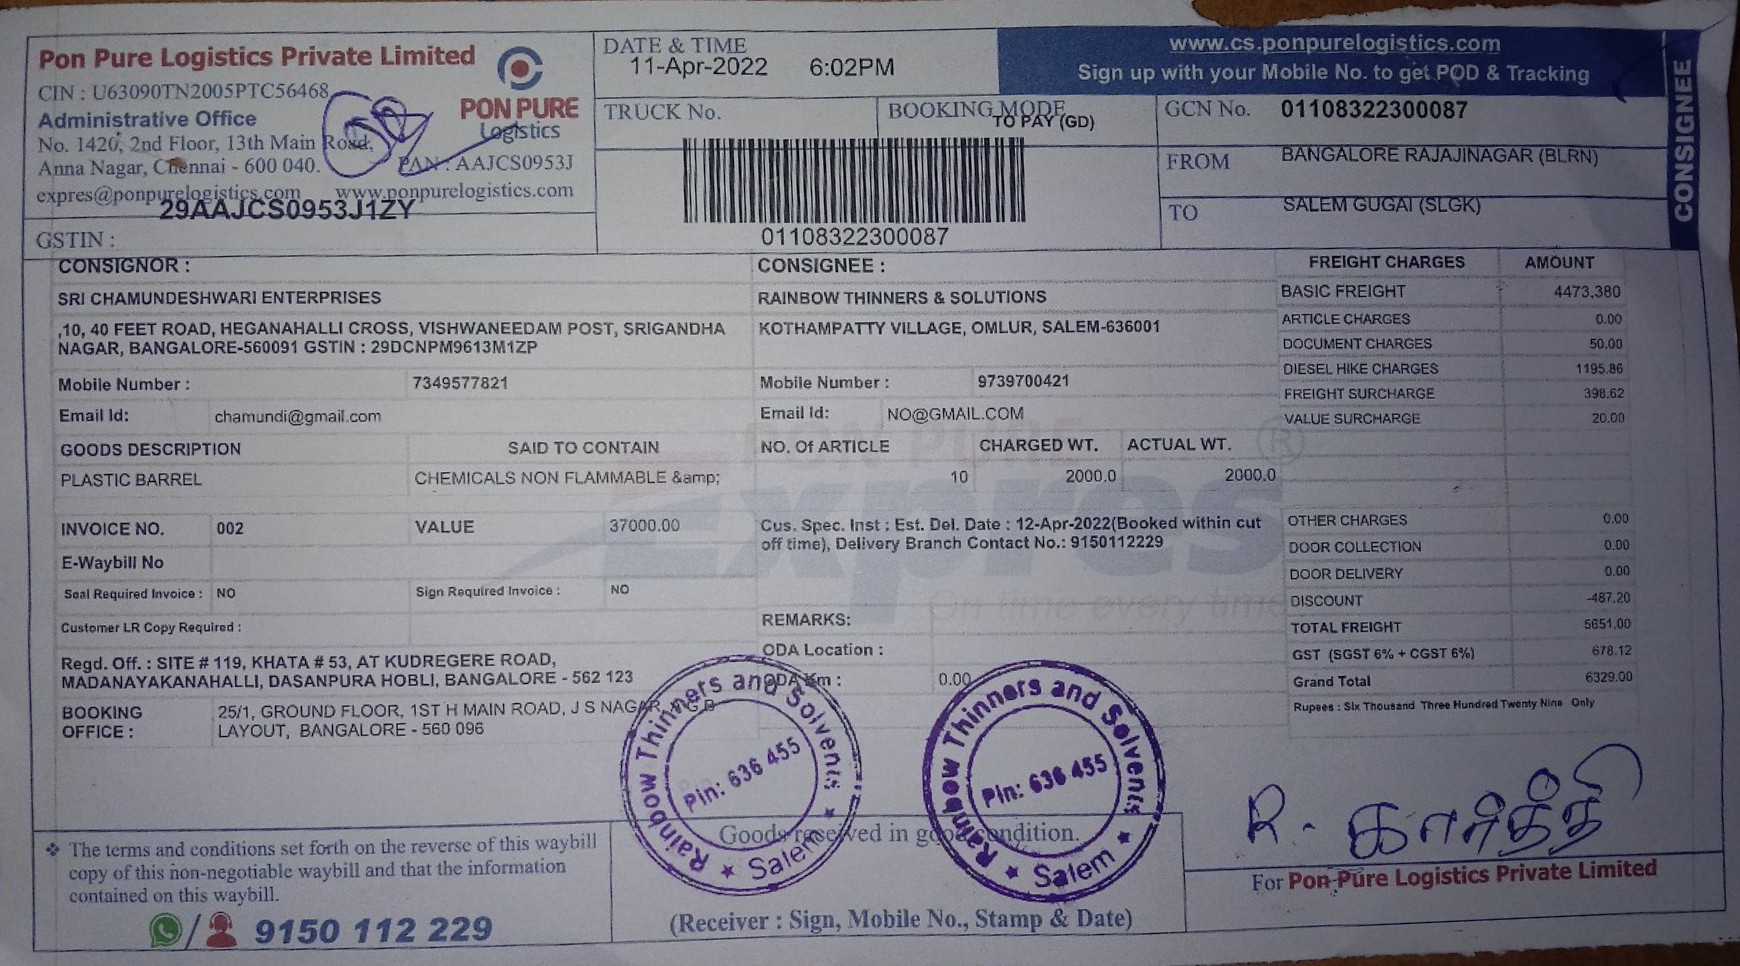 Pon Pure Logistics Private Limited
CIN : U63090TN2005PTC56468
Administrative Office
No. 1420, 2nd Floor, 13th Main Road,
Anna Nagar, Chennai - 600 040.
PAN : AAJCS0953J
expres@ponpurelogistics.com www.ponpurelogistics.com
29AAJCS0953J1ZY
GSTIN :
PON PURE
Logistics
DATE & TIME
11-Apr-2022 6:02PM
www.cs.ponpurelogistics.com
Sign up with your Mobile No. to get POD & Tracking
CONSIGNEE
TRUCK No.
BOOKING MODE
TO PAY (GD)
GCN No. 01108322300087
FROM BANGALORE RAJAJINAGAR (BLRN)
TO SALEM GUGAI (SLGK)
01108322300087
CONSIGNOR :
SRI CHAMUNDESHWARI ENTERPRISES
,10, 40 FEET ROAD, HEGANAHALLI CROSS, VISHWANEEDAM POST, SRIGANDHA
NAGAR, BANGALORE-560091 GSTIN : 29DCNPM9613M1ZP
Mobile Number : 7349577821
Email Id: chamundi@gmail.com
CONSIGNEE :
RAINBOW THINNERS & SOLUTIONS
KOTHAMPATTY VILLAGE, OMLUR, SALEM-636001
Mobile Number : 9739700421
Email Id: NO@GMAIL.COM
GOODS DESCRIPTION SAID TO CONTAIN NO. Of ARTICLE CHARGED WT. ACTUAL WT.
PLASTIC BARREL CHEMICALS NON FLAMMABLE &amp; 10 2000.0 2000.0
INVOICE NO. 002 VALUE 37000.00
E-Waybill No
Seal Required Invoice : NO Sign Required Invoice : NO
Customer LR Copy Required :
Cus. Spec. Inst : Est. Del. Date : 12-Apr-2022(Booked within cut
off time), Delivery Branch Contact No.: 9150112229
REMARKS:
ODA Location :
ODA Km : 0.00
PON PURE
Expres
On time every time
®
FREIGHT CHARGES AMOUNT
BASIC FREIGHT 4473.380
ARTICLE CHARGES 0.00
DOCUMENT CHARGES 50.00
DIESEL HIKE CHARGES 1195.86
FREIGHT SURCHARGE 398.62
VALUE SURCHARGE 20.00
OTHER CHARGES 0.00
DOOR COLLECTION 0.00
DOOR DELIVERY 0.00
DISCOUNT -487.20
TOTAL FREIGHT 5651.00
GST (SGST 6% + CGST 6%) 678.12
Grand Total 6329.00
Rupees : Six Thousand Three Hundred Twenty Nine Only
Regd. Off. : SITE # 119, KHATA # 53, AT KUDREGERE ROAD,
MADANAYAKANAHALLI, DASANPURA HOBLI, BANGALORE - 562 123
BOOKING OFFICE : 25/1, GROUND FLOOR, 1ST H MAIN ROAD, J S NAGAR, A G B
LAYOUT, BANGALORE - 560 096
Rainbow Thinners and Solvents
Pin: 636 455
★ Salem ★
Rainbow Thinners and Solvents
Pin: 636 455
★ Salem ★
❖ The terms and conditions set forth on the reverse of this waybill
copy of this non-negotiable waybill and that the information
contained on this waybill.
/ 9150 112 229
Goods received in good condition.
(Receiver : Sign, Mobile No., Stamp & Date)
R.
For Pon Pure Logistics Private Limited